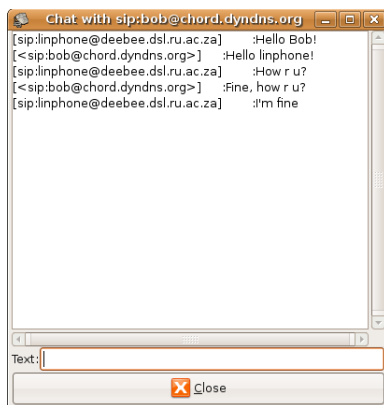 Chat with sip:bob@chord.dyndns.org
[sip:linphone@deebee.dsl.ru.ac.za] :Hello Bob!
[<sip:bob@chord.dyndns.org>] :Hello linphone!
[sip:linphone@deebee.dsl.ru.ac.za] :How r u?
[<sip:bob@chord.dyndns.org>] :Fine, how r u?
[sip:linphone@deebee.dsl.ru.ac.za] :I'm fine
Text:
Close